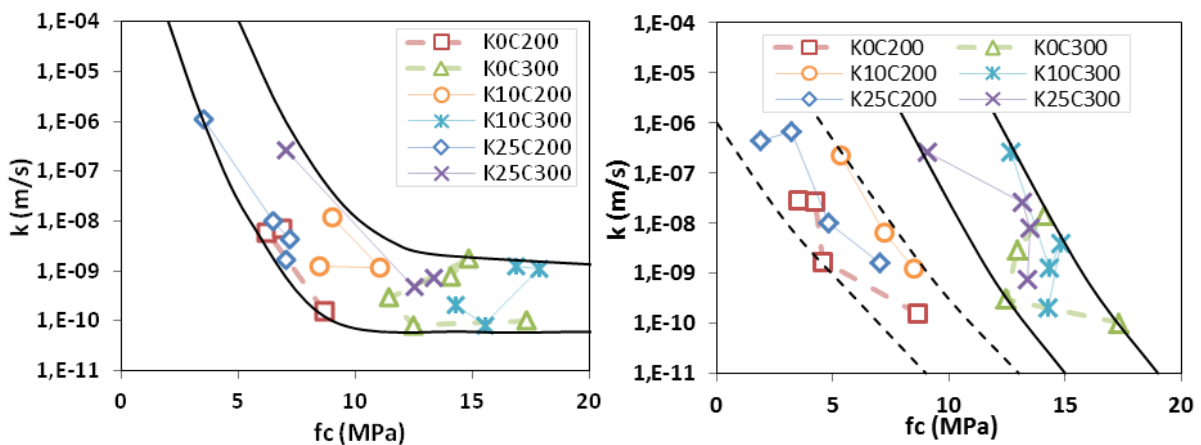 1,E-04
1,E-05
1,E-06
1,E-07
1,E-08
1,E-09
1,E-10
1,E-11
k (m/s)
0 5 10 15 20
fc (MPa)
K0C200
K0C300
K10C200
K10C300
K25C200
K25C300
1,E-04
1,E-05
1,E-06
1,E-07
1,E-08
1,E-09
1,E-10
1,E-11
k (m/s)
0 5 10 15 20
fc (MPa)
K0C200 K0C300
K10C200 K10C300
K25C200 K25C300